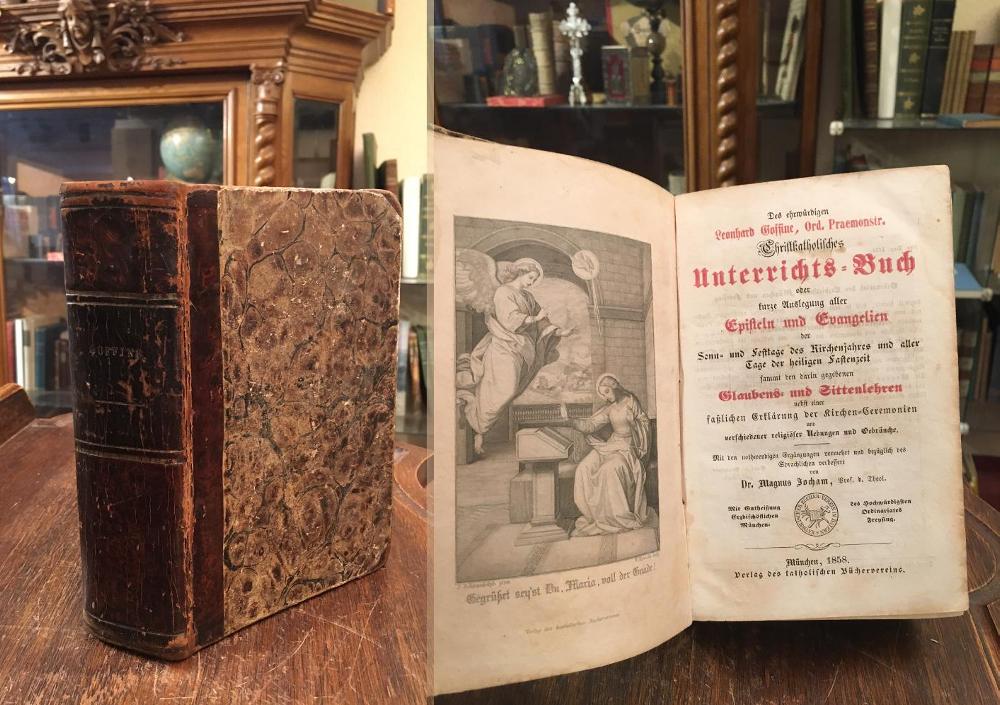 GOFFINE
Gegrüßet sey'st Du, Maria, voll der Gnade!
Des ehrwürdigen
Leonhard Goffine, Ord. Praemonstr.
Christkatholisches
Unterrichts-Buch
oder
kurze Auslegung aller
Episteln und Evangelien
der
Sonn- und Festtage des Kirchenjahres und aller
Tage der heiligen Fastenzeit
sammt den darin gezogenen
Glaubens- und Sittenlehren
nebst einer
faßlichen Erklärung der Kirchen-Ceremonien
und
verschiedener religiöser Uebungen und Gebräuche.
Mit den nothwendigen Ergänzungen vermehrt und bezüglich des
Sprachlichen verbessert
von
Dr. Magnus Jocham, Prof. d. Theol.
Mit Gutheißung
Erzbischöflichen
München-
des Hochwürdigsten
Ordinariates
Freysing.
München, 1858.
Verlag des katholischen Büchervereins.